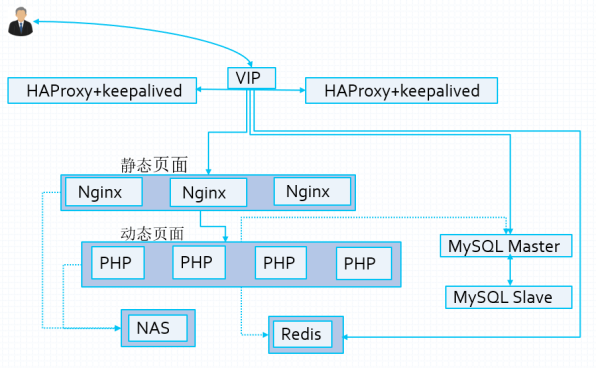 VIP
HAProxy+keepalived
HAProxy+keepalived
静态页面
Nginx
Nginx
Nginx
动态页面
PHP
PHP
PHP
PHP
MySQL Master
MySQL Slave
NAS
Redis